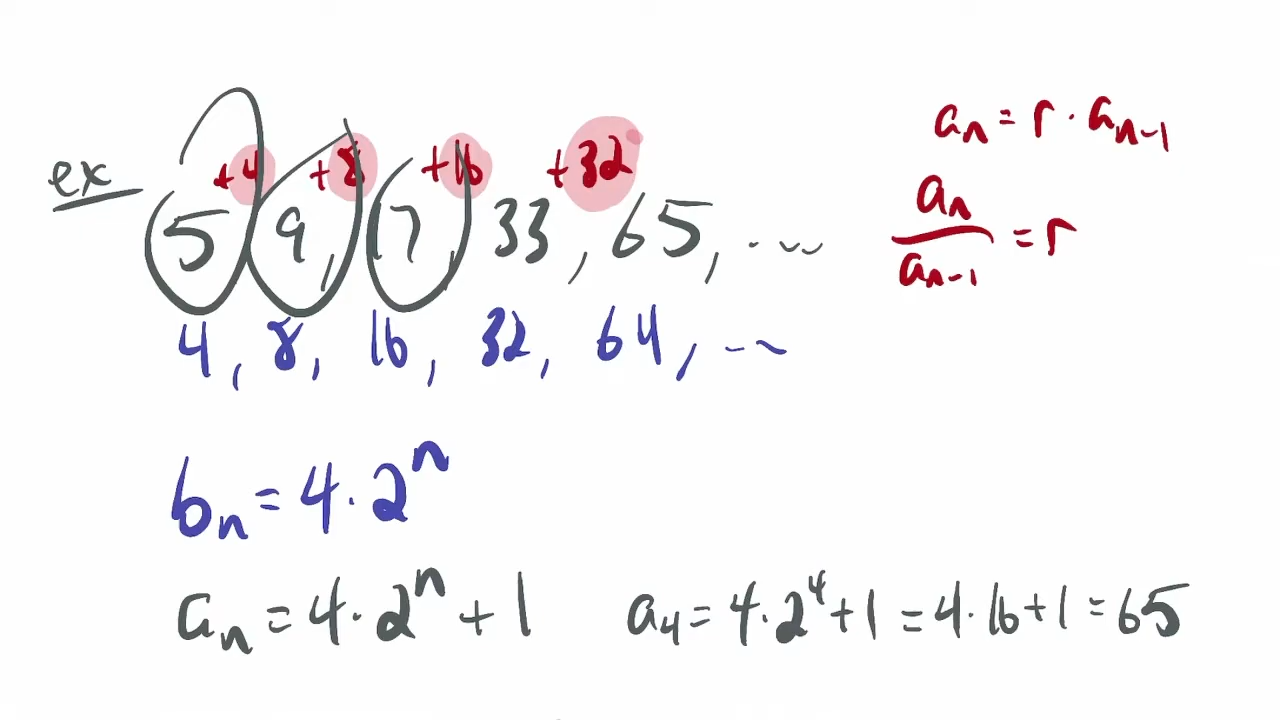 +4 +8 +16 +32
ex 5 9, 17, 33, 65, ...
4, 8, 16, 32, 64, ...
bₙ = 4 · 2ⁿ
aₙ = 4 · 2ⁿ + 1
a₄ = 4 · 2⁴ + 1 = 4 · 16 + 1 = 65
aₙ = r · aₙ₋₁
aₙ / aₙ₋₁ = r